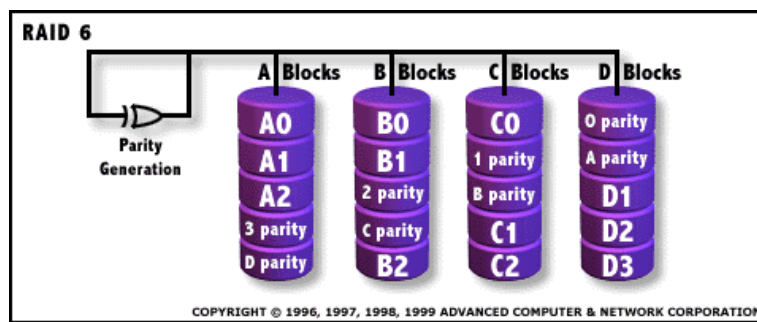 RAID 6
A Blocks B Blocks C Blocks D Blocks
Parity
Generation
A0 B0 C0 0 parity
A1 B1 1 parity A parity
A2 2 parity B parity D1
3 parity C parity C1 D2
D parity B2 C2 D3
COPYRIGHT © 1996, 1997, 1998, 1999 ADVANCED COMPUTER & NETWORK CORPORATION